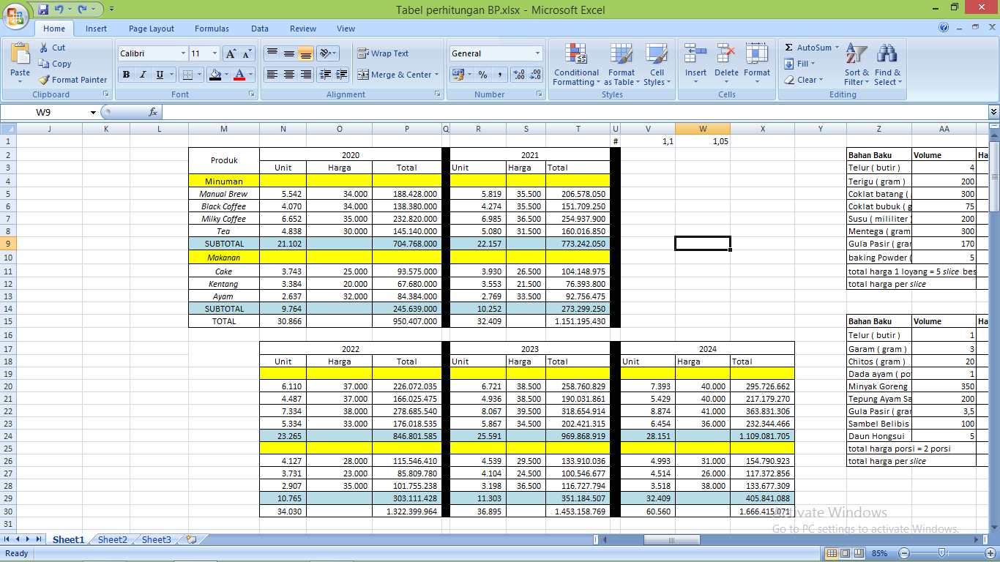 Tabel perhitungan BP.xlsx - Microsoft Excel
Home Insert Page Layout Formulas Data Review View
Paste Cut Copy Format Painter Clipboard
Calibri 11 B I U Font
Wrap Text Merge & Center Alignment
General % , Number
Conditional Formatting Format as Table Cell Styles Styles
Insert Delete Format Cells
Σ AutoSum Fill Clear Sort & Filter Find & Select Editing
W9 fx
J K L M N O P Q R S T U V W X Y Z AA
1 # 1,1 1,05
2 Produk 2020 2021 Bahan Baku Volume Ha
3 Unit Harga Total Unit Harga Total Telur ( butir ) 4
4 Minuman Terigu ( gram ) 200
5 Manual Brew 5.542 34.000 188.428.000 5.819 35.500 206.578.050 Coklat batang ( 300
6 Black Coffee 4.070 34.000 138.380.000 4.274 35.500 151.709.250 Coklat bubuk ( g 75
7 Milky Coffee 6.652 35.000 232.820.000 6.985 36.500 254.937.900 Susu ( mililiter 200
8 Tea 4.838 30.000 145.140.000 5.080 31.500 160.016.850 Mentega ( gram 300
9 SUBTOTAL 21.102 704.768.000 22.157 773.242.050 Gula Pasir ( gram 170
10 Makanan baking Powder ( 5
11 Cake 3.743 25.000 93.575.000 3.930 26.500 104.148.975 total harga 1 loyang = 5 slice bes
12 Kentang 3.384 20.000 67.680.000 3.553 21.500 76.393.800 total harga per slice
13 Ayam 2.637 32.000 84.384.000 2.769 33.500 92.756.475
14 SUBTOTAL 9.764 245.639.000 10.252 273.299.250
15 TOTAL 30.866 950.407.000 32.409 1.151.195.430 Bahan Baku Volume Ha
16 Telur ( butir ) 1
17 2022 2023 2024 Garam ( gram ) 3
18 Unit Harga Total Unit Harga Total Unit Harga Total Chitos ( gram ) 20
19 Dada ayam ( po 1
20 6.110 37.000 226.072.035 6.721 38.500 258.760.829 7.393 40.000 295.726.662 Minyak Goreng 350
21 4.487 37.000 166.025.475 4.936 38.500 190.031.861 5.429 40.000 217.179.270 Tepung Ayam Sa 200
22 7.334 38.000 278.685.540 8.067 39.500 318.654.914 8.874 41.000 363.831.306 Gula Pasir ( gram 3,5
23 5.334 33.000 176.018.535 5.867 34.500 202.421.315 6.454 36.000 232.344.466 Sambel Belibis 100
24 23.265 846.801.585 25.591 969.868.919 28.151 1.109.081.705 Daun Hongsui 5
25 total harga porsi = 2 porsi
26 4.127 28.000 115.546.410 4.539 29.500 133.910.036 4.993 31.000 154.790.923 total harga per slice
27 3.731 23.000 85.809.780 4.104 24.500 100.546.677 4.514 26.000 117.372.856
28 2.907 35.000 101.755.238 3.198 36.500 116.727.794 3.518 38.000 133.677.309
29 10.765 303.111.428 11.303 351.184.507 32.409 405.841.088
30 34.030 1.322.399.964 36.895 1.453.158.769 60.560 1.666.415.071
31
Activate Windows
Go to PC settings to activate Windows.
Sheet1 Sheet2 Sheet3
Ready 85%